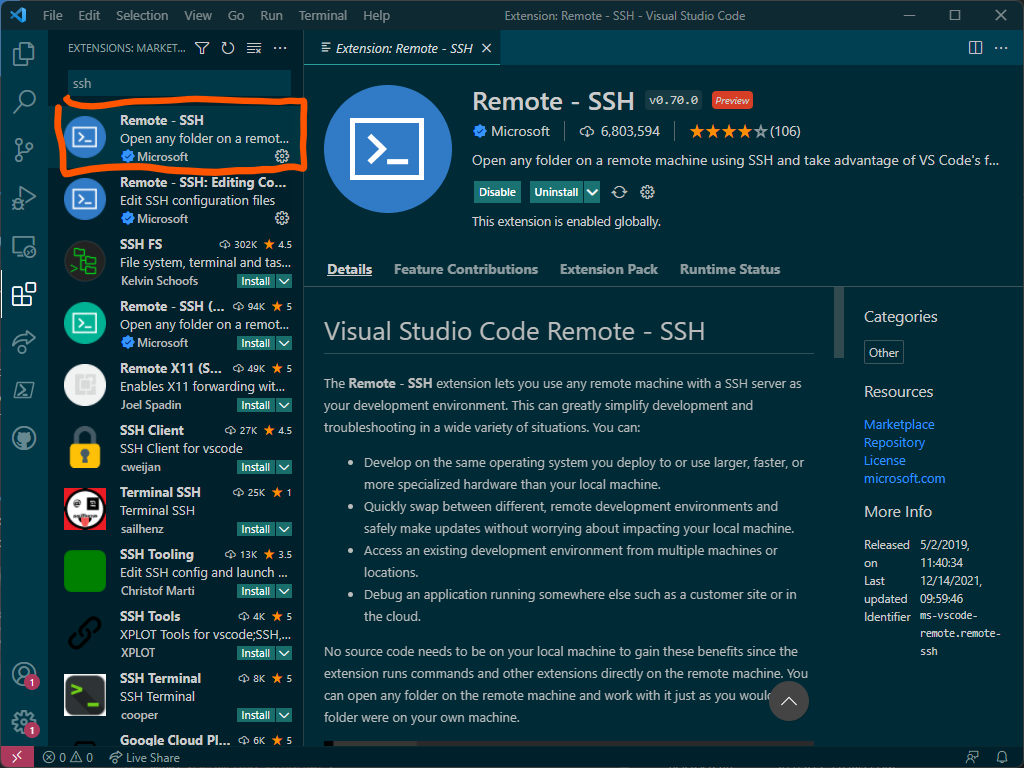 File Edit Selection View Go Run Terminal Help
Extension: Remote - SSH - Visual Studio Code
EXTENSIONS: MARKET...
ssh
Remote - SSH
Open any folder on a remot...
Microsoft
Remote - SSH: Editing Co...
Edit SSH configuration files
Microsoft
SSH FS 302K 4.5
File system, terminal and tas...
Kelvin Schoofs Install
Remote - SSH (... 94K 5
Open any folder on a remot...
Microsoft Install
Remote X11 (S... 49K 5
Enables X11 forwarding wit...
Joel Spadin Install
SSH Client 27K 4.5
SSH Client for vscode
cweijan Install
Terminal SSH 25K 1
Terminal SSH
sailhenz Install
SSH Tooling 13K 3.5
Edit SSH config and launch ...
Christof Marti Install
SSH Tools 4K 5
XPLOT Tools for vscode;SSH,...
XPLOT Install
SSH Terminal 8K 5
SSH Terminal
cooper Install
Google Cloud Pl... 6K 5
Extension: Remote - SSH
Remote - SSH v0.70.0 Preview
Microsoft 6,803,594 (106)
Open any folder on a remote machine using SSH and take advantage of VS Code's f...
Disable Uninstall
This extension is enabled globally.
Details Feature Contributions Extension Pack Runtime Status
Visual Studio Code Remote - SSH
The Remote - SSH extension lets you use any remote machine with a SSH server as
your development environment. This can greatly simplify development and
troubleshooting in a wide variety of situations. You can:
• Develop on the same operating system you deploy to or use larger, faster, or
more specialized hardware than your local machine.
• Quickly swap between different, remote development environments and
safely make updates without worrying about impacting your local machine.
• Access an existing development environment from multiple machines or
locations.
• Debug an application running somewhere else such as a customer site or in
the cloud.
No source code needs to be on your local machine to gain these benefits since the
extension runs commands and other extensions directly on the remote machine. You
can open any folder on the remote machine and work with it just as you woul
folder were on your own machine.
Categories
Other
Resources
Marketplace
Repository
License
microsoft.com
More Info
Released on 5/2/2019, 11:40:34
Last updated 12/14/2021, 09:59:46
Identifier ms-vscode-remote.remote-ssh
1
1
0 0 Live Share